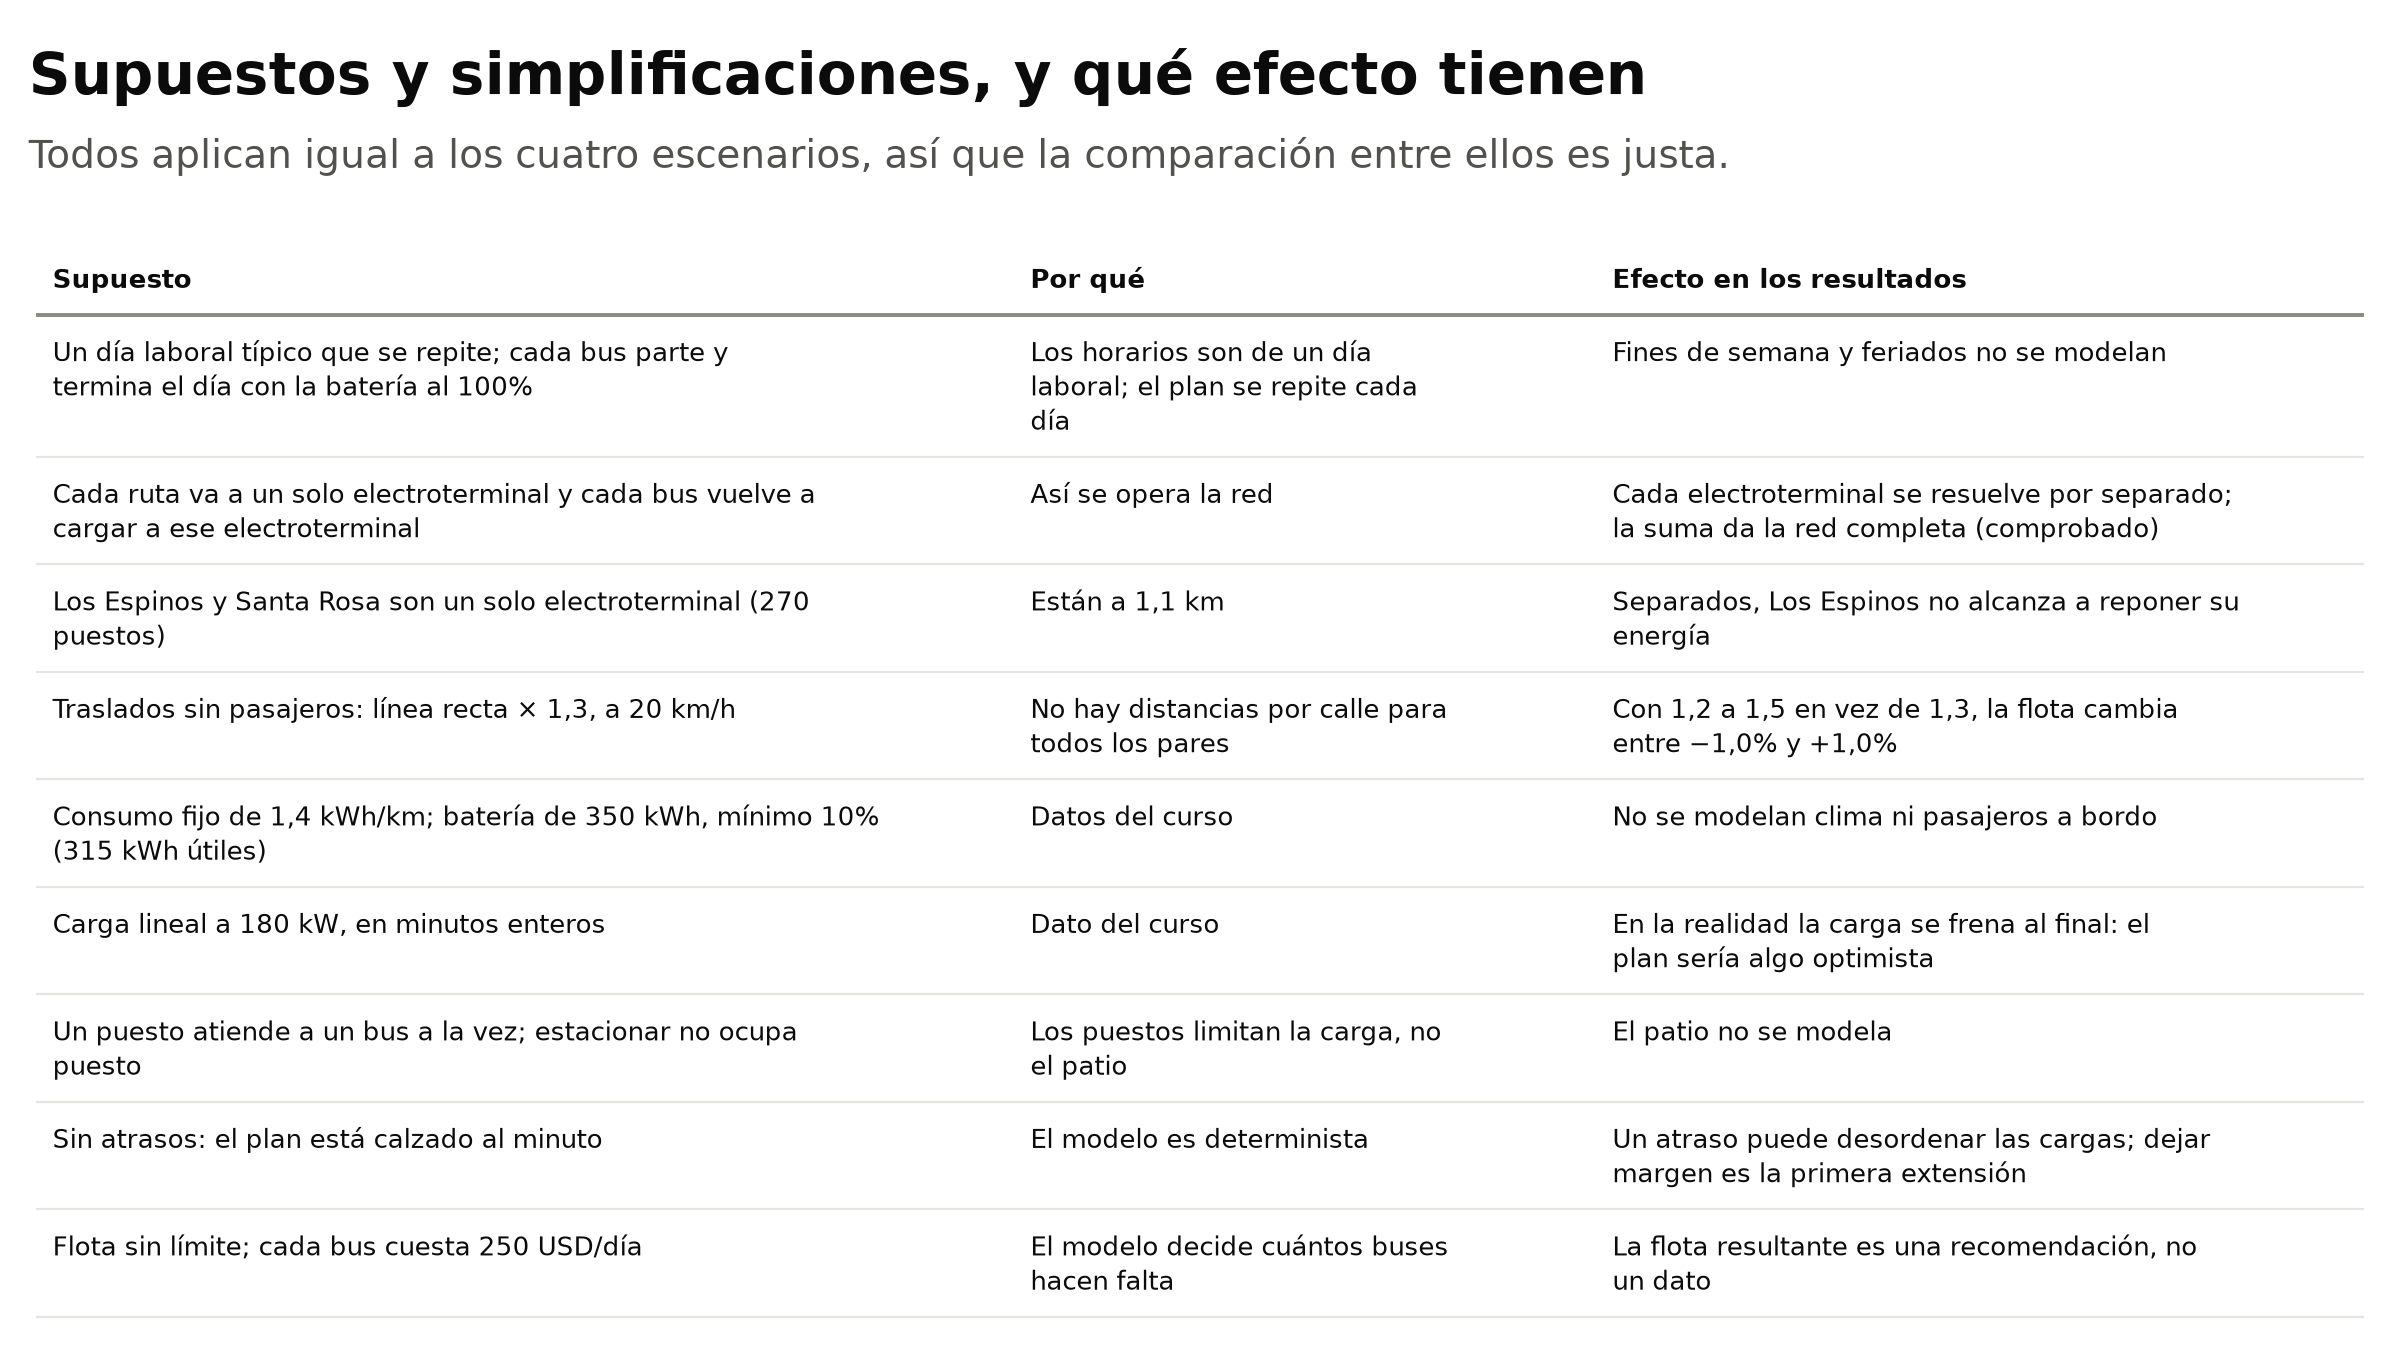 Supuestos y simplificaciones, y qué efecto tienen
Todos aplican igual a los cuatro escenarios, así que la comparación entre ellos es justa.
Supuesto
Por qué
Efecto en los resultados
Un día laboral típico que se repite; cada bus parte y
termina el día con la batería al 100%
Los horarios son de un día
laboral; el plan se repite cada
día
Fines de semana y feriados no se modelan
Cada ruta va a un solo electroterminal y cada bus vuelve a
cargar a ese electroterminal
Así se opera la red
Cada electroterminal se resuelve por separado;
la suma da la red completa (comprobado)
Los Espinos y Santa Rosa son un solo electroterminal (270
puestos)
Están a 1,1 km
Separados, Los Espinos no alcanza a reponer su
energía
Traslados sin pasajeros: línea recta × 1,3, a 20 km/h
No hay distancias por calle para
todos los pares
Con 1,2 a 1,5 en vez de 1,3, la flota cambia
entre −1,0% y +1,0%
Consumo fijo de 1,4 kWh/km; batería de 350 kWh, mínimo 10%
(315 kWh útiles)
Datos del curso
No se modelan clima ni pasajeros a bordo
Carga lineal a 180 kW, en minutos enteros
Dato del curso
En la realidad la carga se frena al final: el
plan sería algo optimista
Un puesto atiende a un bus a la vez; estacionar no ocupa
puesto
Los puestos limitan la carga, no
el patio
El patio no se modela
Sin atrasos: el plan está calzado al minuto
El modelo es determinista
Un atraso puede desordenar las cargas; dejar
margen es la primera extensión
Flota sin límite; cada bus cuesta 250 USD/día
El modelo decide cuántos buses
hacen falta
La flota resultante es una recomendación, no
un dato